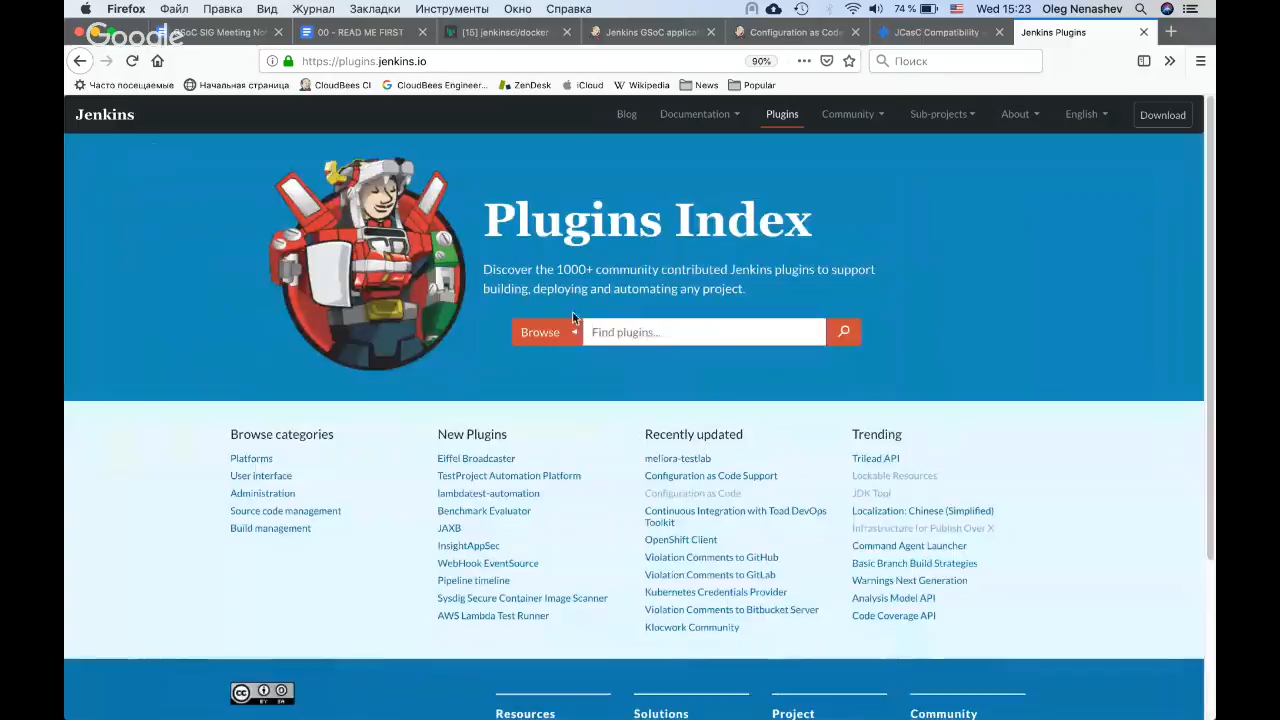 Firefox Файл Правка Вид Журнал Закладки Инструменты Окно Справка 74 % Wed 15:23 Oleg Nenashev
Google
SoC SIG Meeting No 00 - READ ME FIRST [15] jenkinsci/docker Jenkins GSoC applica Configuration as Code JCasC Compatibility Jenkins Plugins
https://plugins.jenkins.io 90% Поиск
Часто посещаемые Начальная страница CloudBees CI CloudBees Engineer... ZenDesk iCloud Wikipedia News Popular
Jenkins Blog Documentation Plugins Community Sub-projects About English Download
Plugins Index
Discover the 1000+ community contributed Jenkins plugins to support
building, deploying and automating any project.
Browse Find plugins...
Browse categories
Platforms
User interface
Administration
Source code management
Build management
New Plugins
Eiffel Broadcaster
TestProject Automation Platform
lambdatest-automation
Benchmark Evaluator
JAXB
InsightAppSec
WebHook EventSource
Pipeline timeline
Sysdig Secure Container Image Scanner
AWS Lambda Test Runner
Recently updated
meliora-testlab
Configuration as Code Support
Configuration as Code
Continuous Integration with Toad DevOps
Toolkit
OpenShift Client
Violation Comments to GitHub
Violation Comments to GitLab
Kubernetes Credentials Provider
Violation Comments to Bitbucket Server
Klocwork Community
Trending
Trilead API
Lockable Resources
JDK Tool
Localization: Chinese (Simplified)
Infrastructure for Publish Over X
Command Agent Launcher
Basic Branch Build Strategies
Warnings Next Generation
Analysis Model API
Code Coverage API
CC BY SA
Resources Solutions Project Community